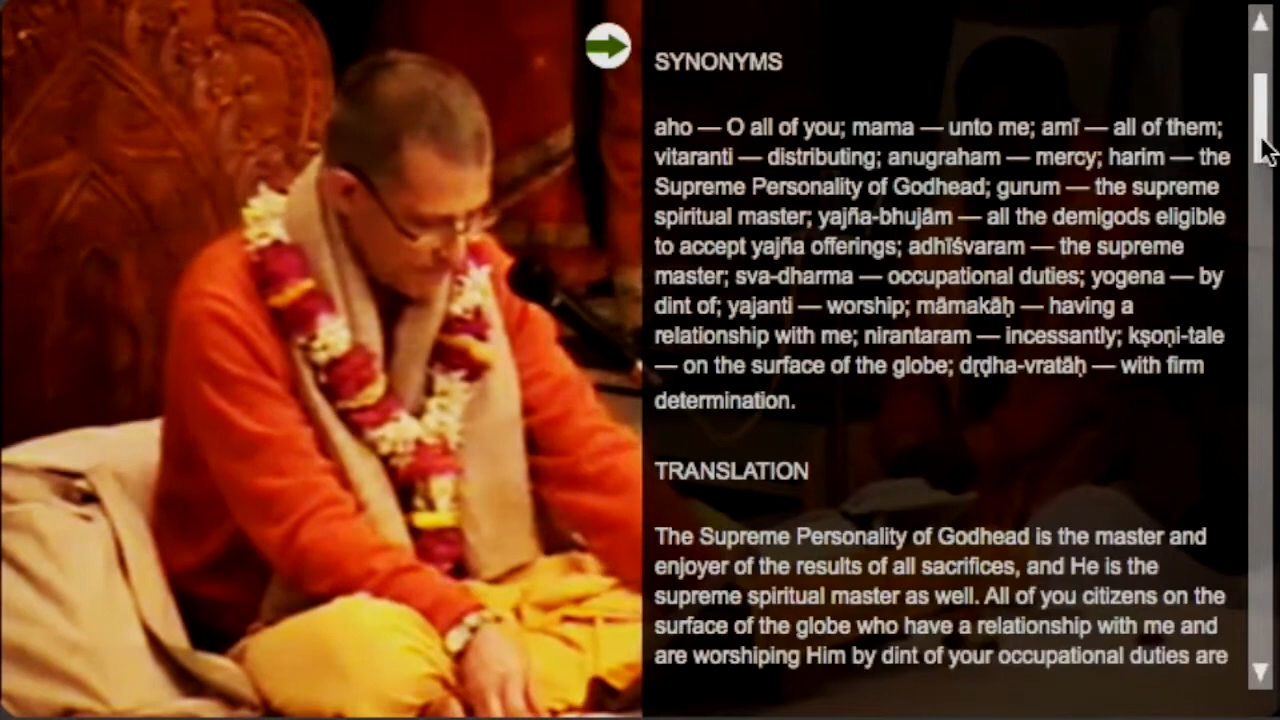 SYNONYMS
aho — O all of you; mama — unto me; amī — all of them;
vitaranti — distributing; anugraham — mercy; harim — the
Supreme Personality of Godhead; gurum — the supreme
spiritual master; yajña-bhujām — all the demigods eligible
to accept yajña offerings; adhīśvaram — the supreme
master; sva-dharma — occupational duties; yogena — by
dint of; yajanti — worship; māmakāḥ — having a
relationship with me; nirantaram — incessantly; kṣoṇi-tale
— on the surface of the globe; dṛḍha-vratāḥ — with firm
determination.
TRANSLATION
The Supreme Personality of Godhead is the master and
enjoyer of the results of all sacrifices, and He is the
supreme spiritual master as well. All of you citizens on the
surface of the globe who have a relationship with me and
are worshiping Him by dint of your occupational duties are